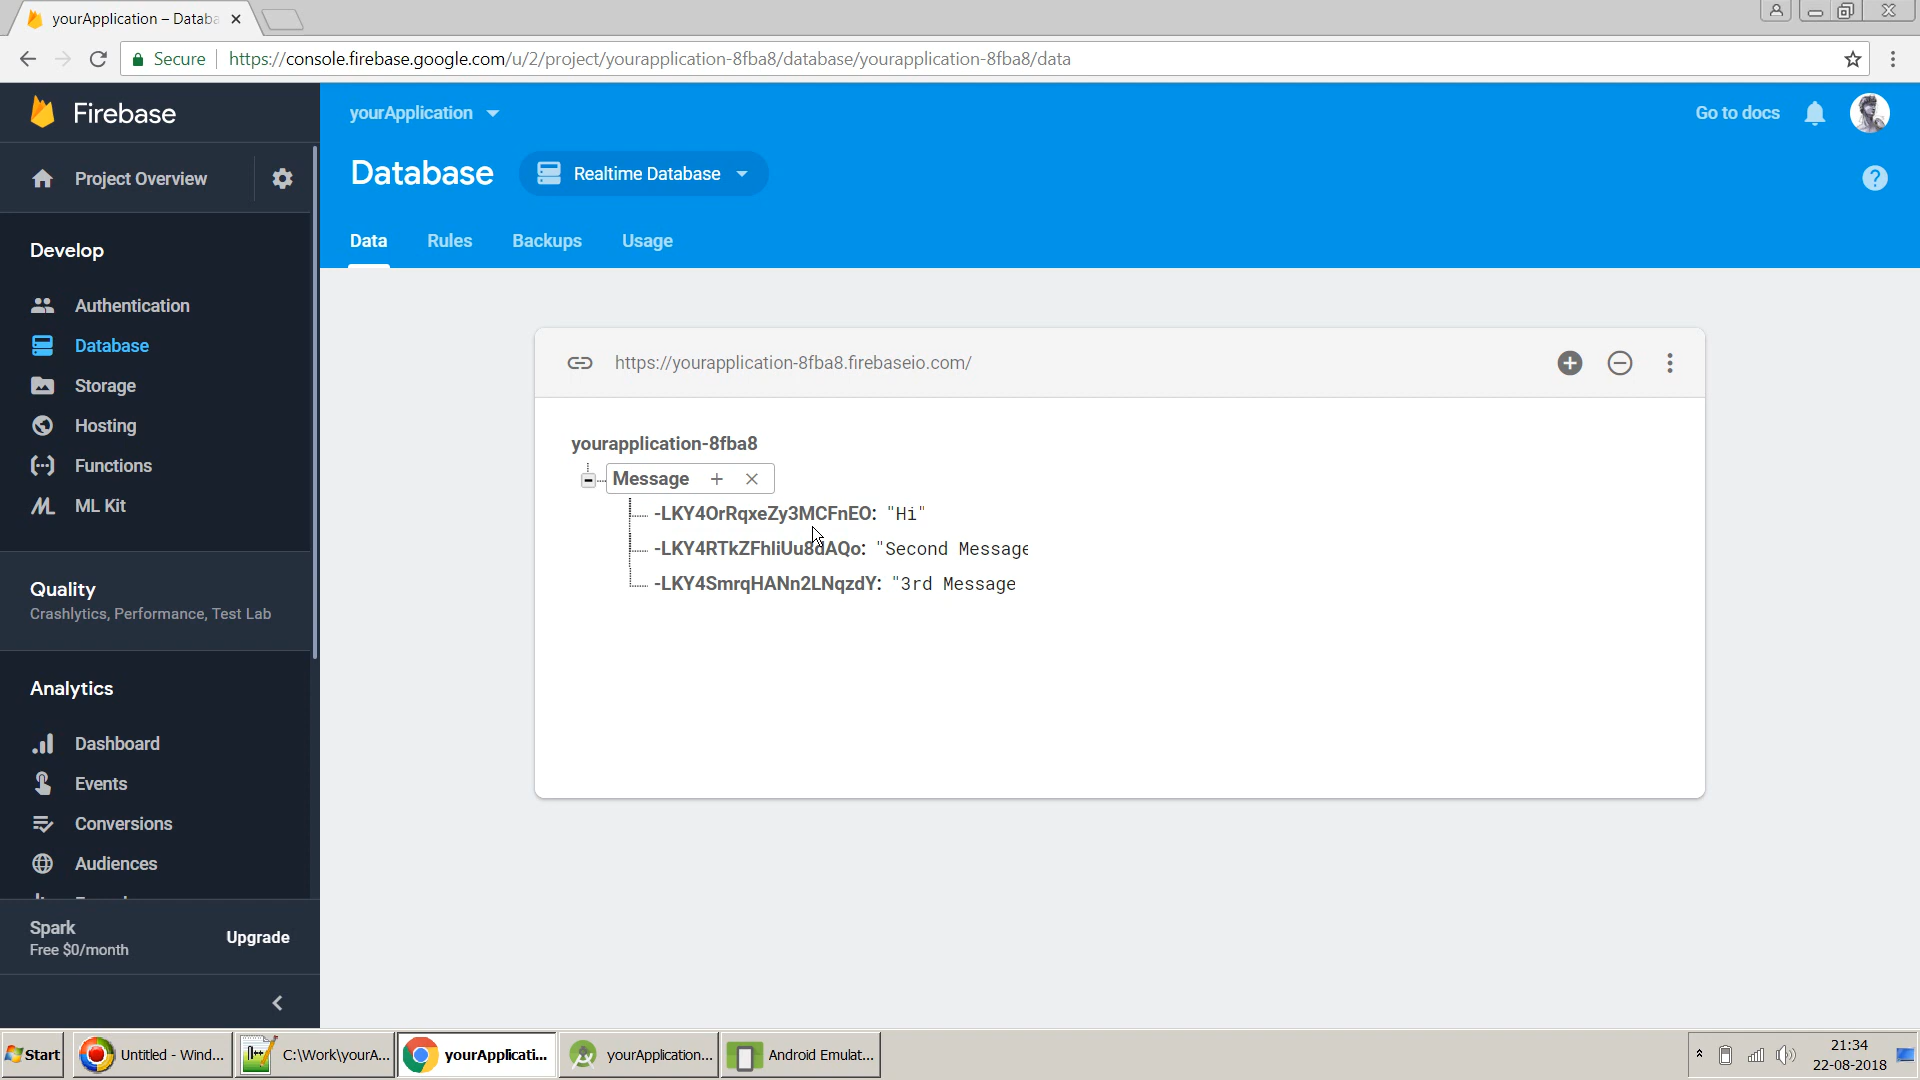 yourApplication – Databa
Secure
https://console.firebase.google.com/u/2/project/yourapplication-8fba8/database/yourapplication-8fba8/data
Firebase
yourApplication
Go to docs
Project Overview
Database
Realtime Database
?
Data
Rules
Backups
Usage
Develop
Authentication
Database
Storage
Hosting
Functions
ML Kit
https://yourapplication-8fba8.firebaseio.com/
yourapplication-8fba8
Message
-LKY4OrRqxeZy3MCFnEO: "Hi"
-LKY4RTkZFhliUu8dAQo: "Second Message
-LKY4SmrqHANn2LNqzdY: "3rd Message
Quality
Crashlytics, Performance, Test Lab
Analytics
Dashboard
Events
Conversions
Audiences
Spark
Free $0/month
Upgrade
Start
Untitled - Wind...
C:\Work\yourA...
yourApplicati...
yourApplication...
Android Emulat...
21:34
22-08-2018